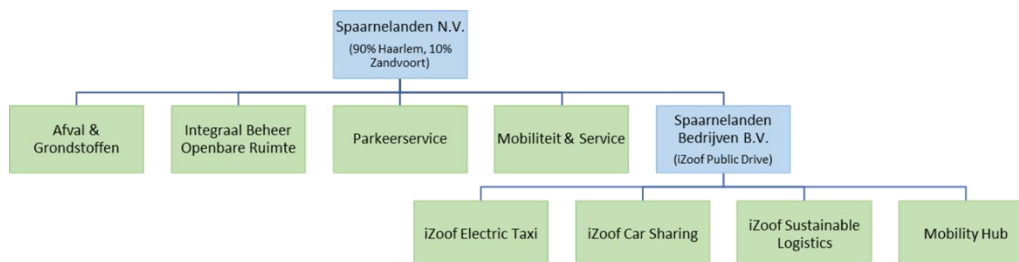 Spaarnelanden N.V.
(90% Haarlem, 10%
Zandvoort)
Afval &
Grondstoffen
Integraal Beheer
Openbare Ruimte
Parkeerservice
Mobiliteit & Service
Spaarnelanden
Bedrijven B.V.
(iZoof Public Drive)
iZoof Electric Taxi
iZoof Car Sharing
iZoof Sustainable
Logistics
Mobility Hub